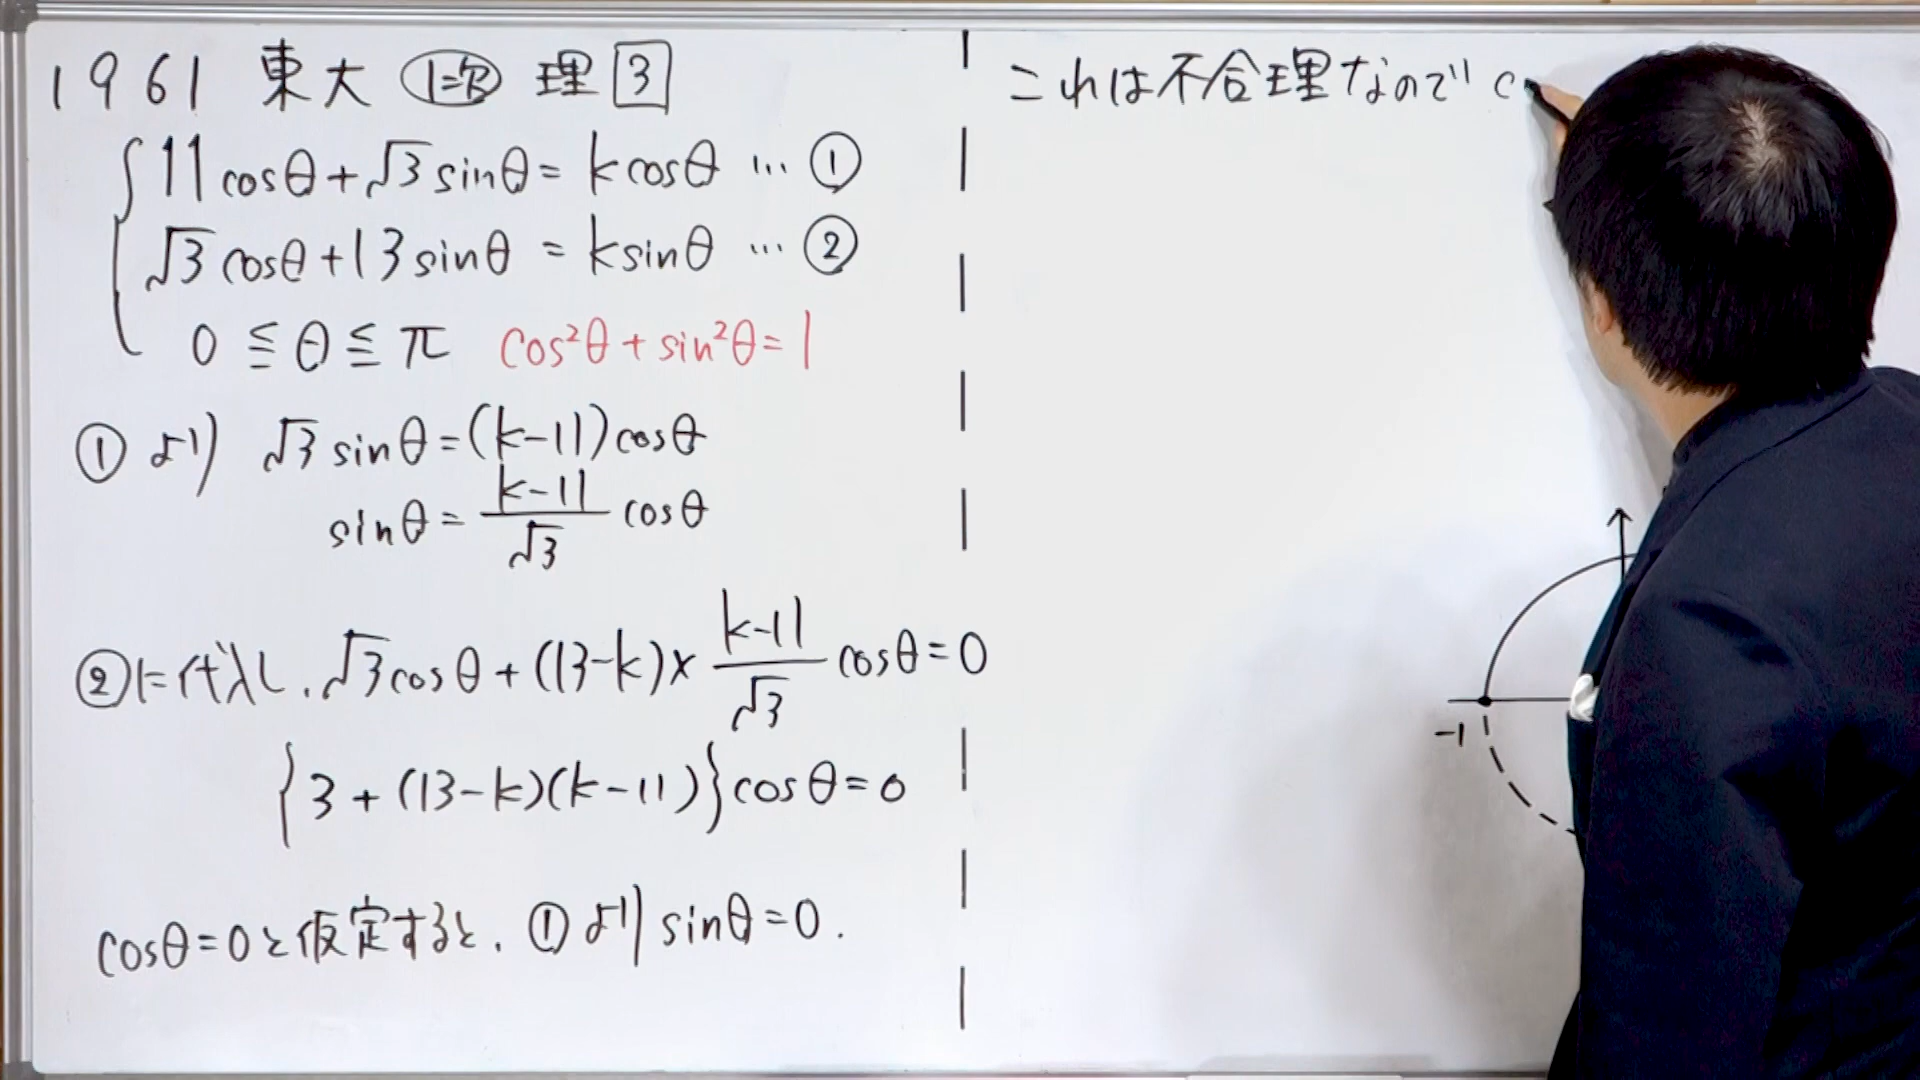 1961 東大 1次 理 3
11cosθ+√3sinθ=kcosθ … ①
√3cosθ+13sinθ=ksinθ … ②
0≦θ≦π cos²θ+sin²θ=1
①より √3sinθ=(k-11)cosθ
sinθ=(k-11)/√3 cosθ
②に代入し、√3cosθ+(13-k)×(k-11)/√3 cosθ=0
{3+(13-k)(k-11)}cosθ=0
cosθ=0と仮定すると、①より sinθ=0.
これは不合理なので c
-1